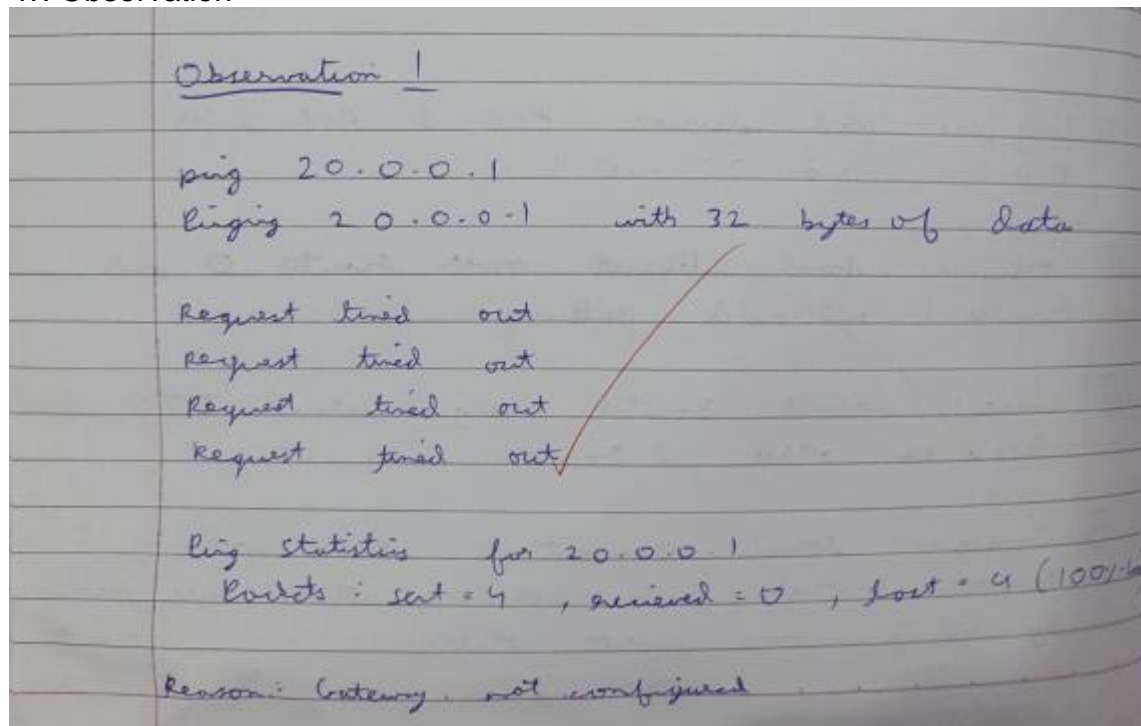 Observation 1
ping 20.0.0.1
Pinging 20.0.0.1 with 32 bytes of data
Request timed out
Request timed out
Request timed out
Request timed out
Ping statistics for 20.0.0.1
Packets : sent = 4 , recieved = 0 , lost = 4 (100%
Reason: Gateway not configured